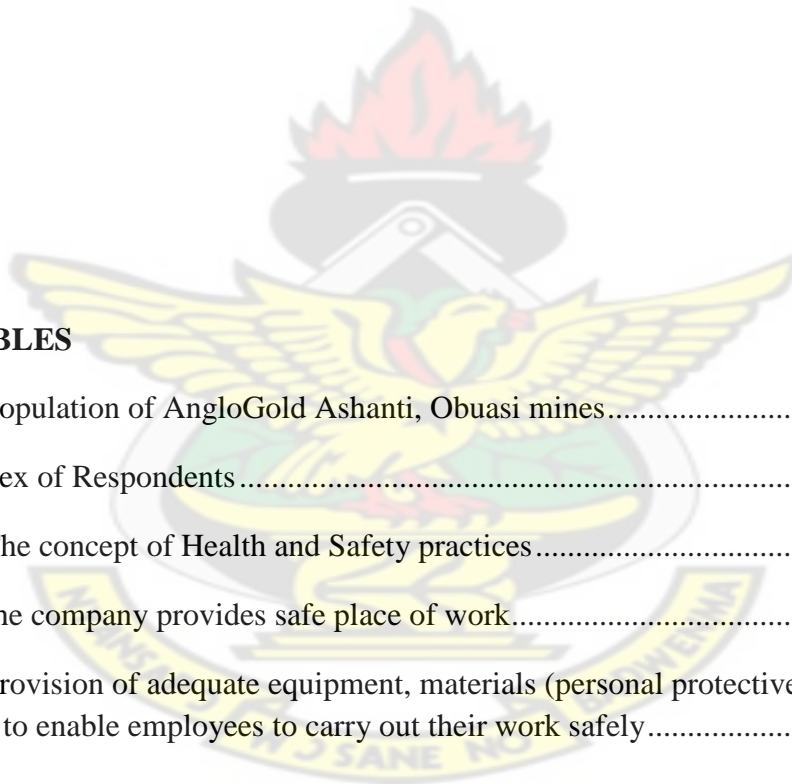 BLES
opulation of AngloGold Ashanti, Obuasi mines.......................
ex of Respondents.....................................................................
he concept of Health and Safety practices................................
he company provides safe place of work...................................
rovision of adequate equipment, materials (personal protective
to enable employees to carry out their work safely..................
SANE NO